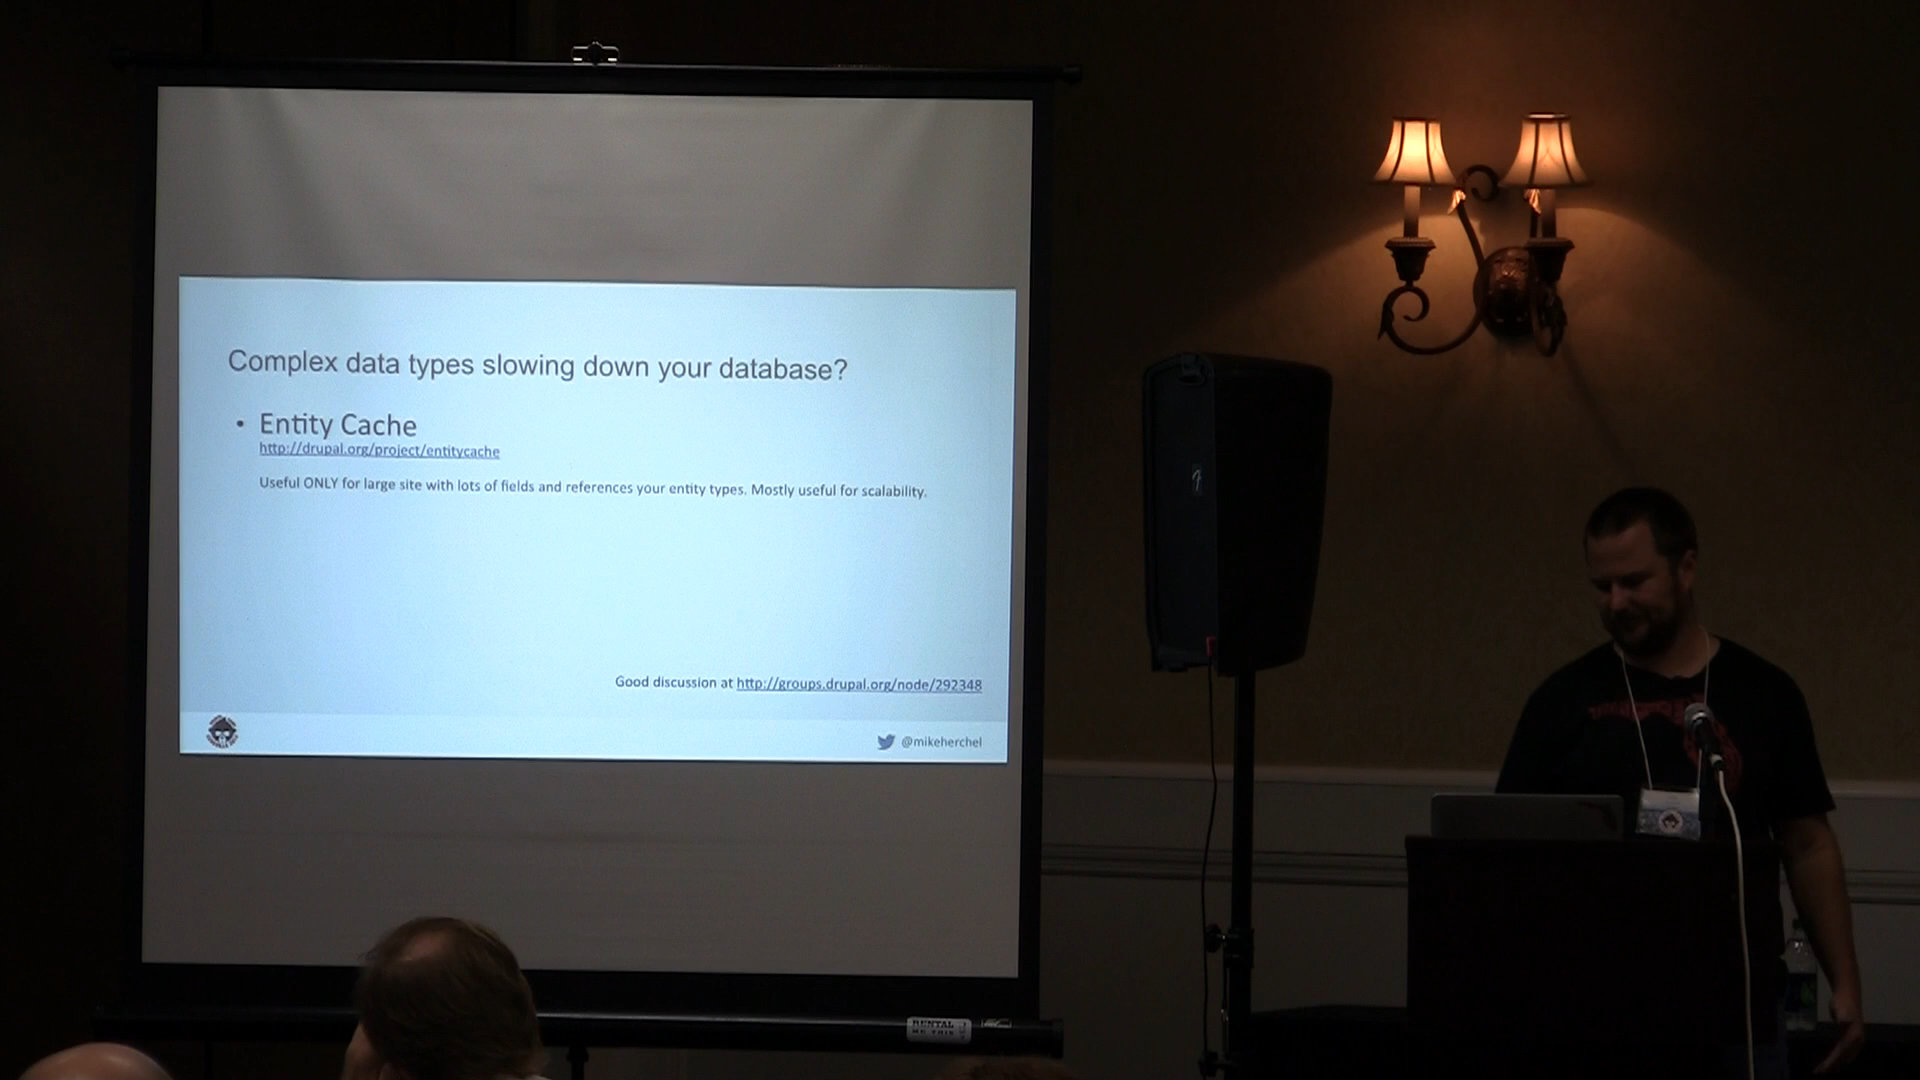 Complex data types slowing down your database?
• Entity Cache
http://drupal.org/project/entitycache
Useful ONLY for large site with lots of fields and references your entity types. Mostly useful for scalability.
Good discussion at http://groups.drupal.org/node/292348
@mikeherchel
RENTAL